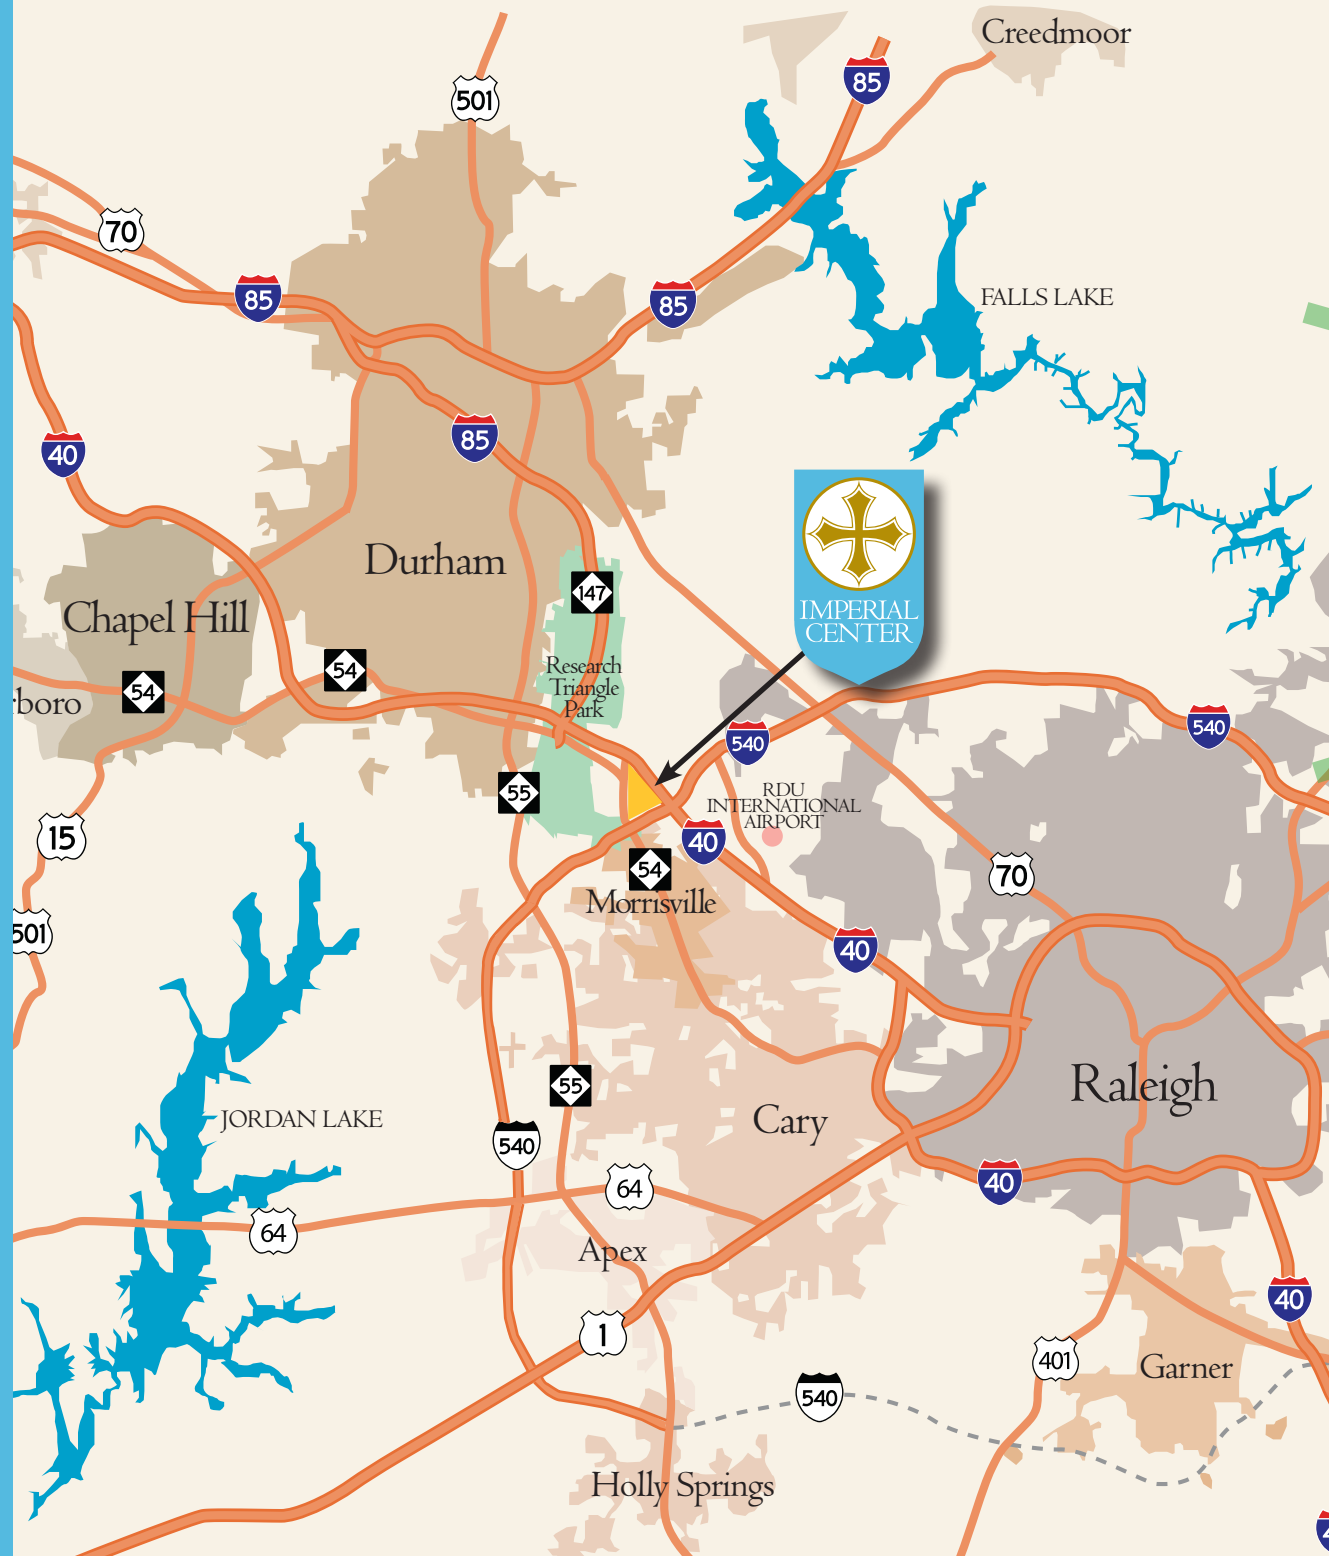 Creedmoor
85
501
70
85
85
FALLS LAKE
85
40
Durham
147
IMPERIAL
CENTER
Chapel Hill
Research
Triangle
Park
54
54
rboro
540
540
55
RDU
INTERNATIONAL
AIRPORT
15
40
54
70
Morrisville
501
40
Raleigh
55
JORDAN LAKE
Cary
540
40
64
64
Apex
40
1
401
Garner
540
Holly Springs